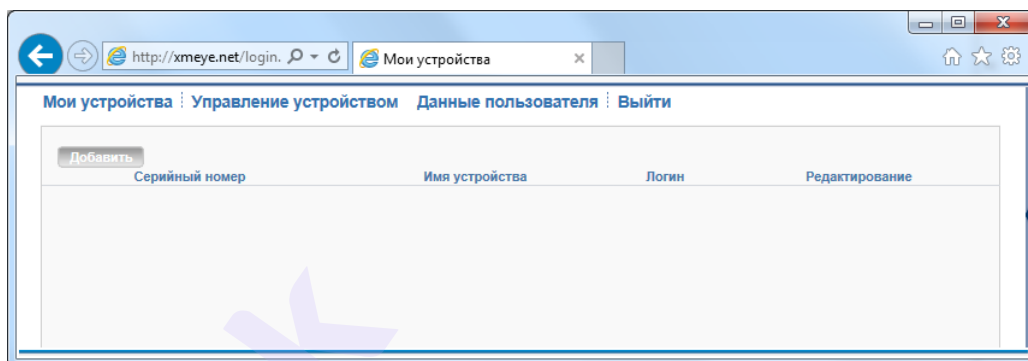 http://xmeye.net/login. Мои устройства
Мои устройства Управление устройством Данные пользователя Выйти
Добавить
Серийный номер Имя устройства Логин Редактирование